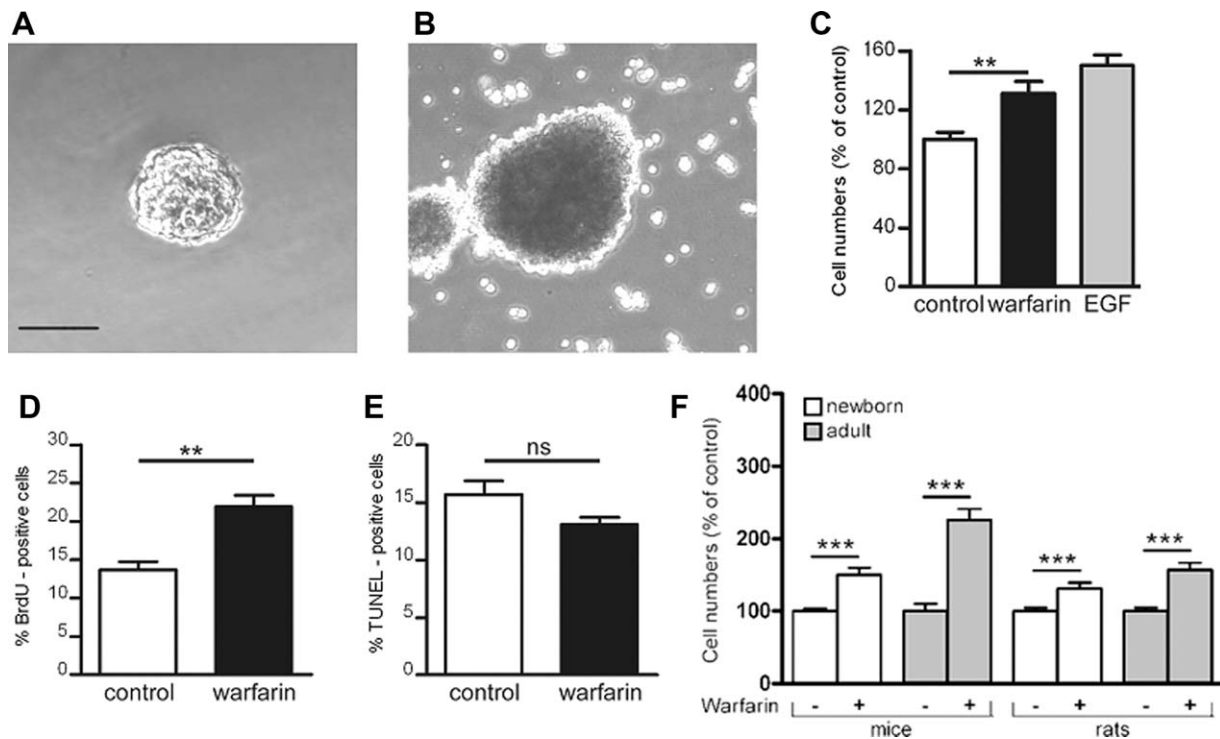 A
B
C
Cell numbers (% of control)
160
120
80
40
0
**
control warfarin EGF
D
% BrdU - positive cells
30
25
20
15
10
5
0
**
control warfarin
E
% TUNEL - positive cells
20
15
10
5
0
ns
control warfarin
F
Cell numbers (% of control)
400
300
200
100
0
newborn
adult
*** *** *** ***
Warfarin - + - + - + - +
mice rats